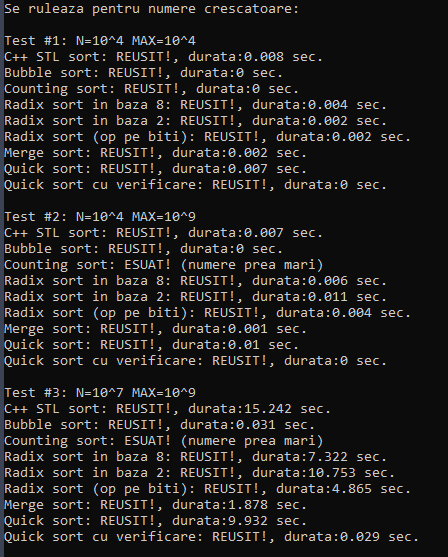 Se ruleaza pentru numere crescatoare:
Test #1: N=10^4 MAX=10^4
C++ STL sort: REUSIT!, durata:0.008 sec.
Bubble sort: REUSIT!, durata:0 sec.
Counting sort: REUSIT!, durata:0 sec.
Radix sort in baza 8: REUSIT!, durata:0.004 sec.
Radix sort in baza 2: REUSIT!, durata:0.002 sec.
Radix sort (op pe biti): REUSIT!, durata:0.002 sec.
Merge sort: REUSIT!, durata:0.002 sec.
Quick sort: REUSIT!, durata:0.007 sec.
Quick sort cu verificare: REUSIT!, durata:0 sec.
Test #2: N=10^4 MAX=10^9
C++ STL sort: REUSIT!, durata:0.007 sec.
Bubble sort: REUSIT!, durata:0 sec.
Counting sort: ESUAT! (numere prea mari)
Radix sort in baza 8: REUSIT!, durata:0.006 sec.
Radix sort in baza 2: REUSIT!, durata:0.011 sec.
Radix sort (op pe biti): REUSIT!, durata:0.004 sec.
Merge sort: REUSIT!, durata:0.001 sec.
Quick sort: REUSIT!, durata:0.01 sec.
Quick sort cu verificare: REUSIT!, durata:0 sec.
Test #3: N=10^7 MAX=10^9
C++ STL sort: REUSIT!, durata:15.242 sec.
Bubble sort: REUSIT!, durata:0.031 sec.
Counting sort: ESUAT! (numere prea mari)
Radix sort in baza 8: REUSIT!, durata:7.322 sec.
Radix sort in baza 2: REUSIT!, durata:10.753 sec.
Radix sort (op pe biti): REUSIT!, durata:4.865 sec.
Merge sort: REUSIT!, durata:1.878 sec.
Quick sort: REUSIT!, durata:9.932 sec.
Quick sort cu verificare: REUSIT!, durata:0.029 sec.